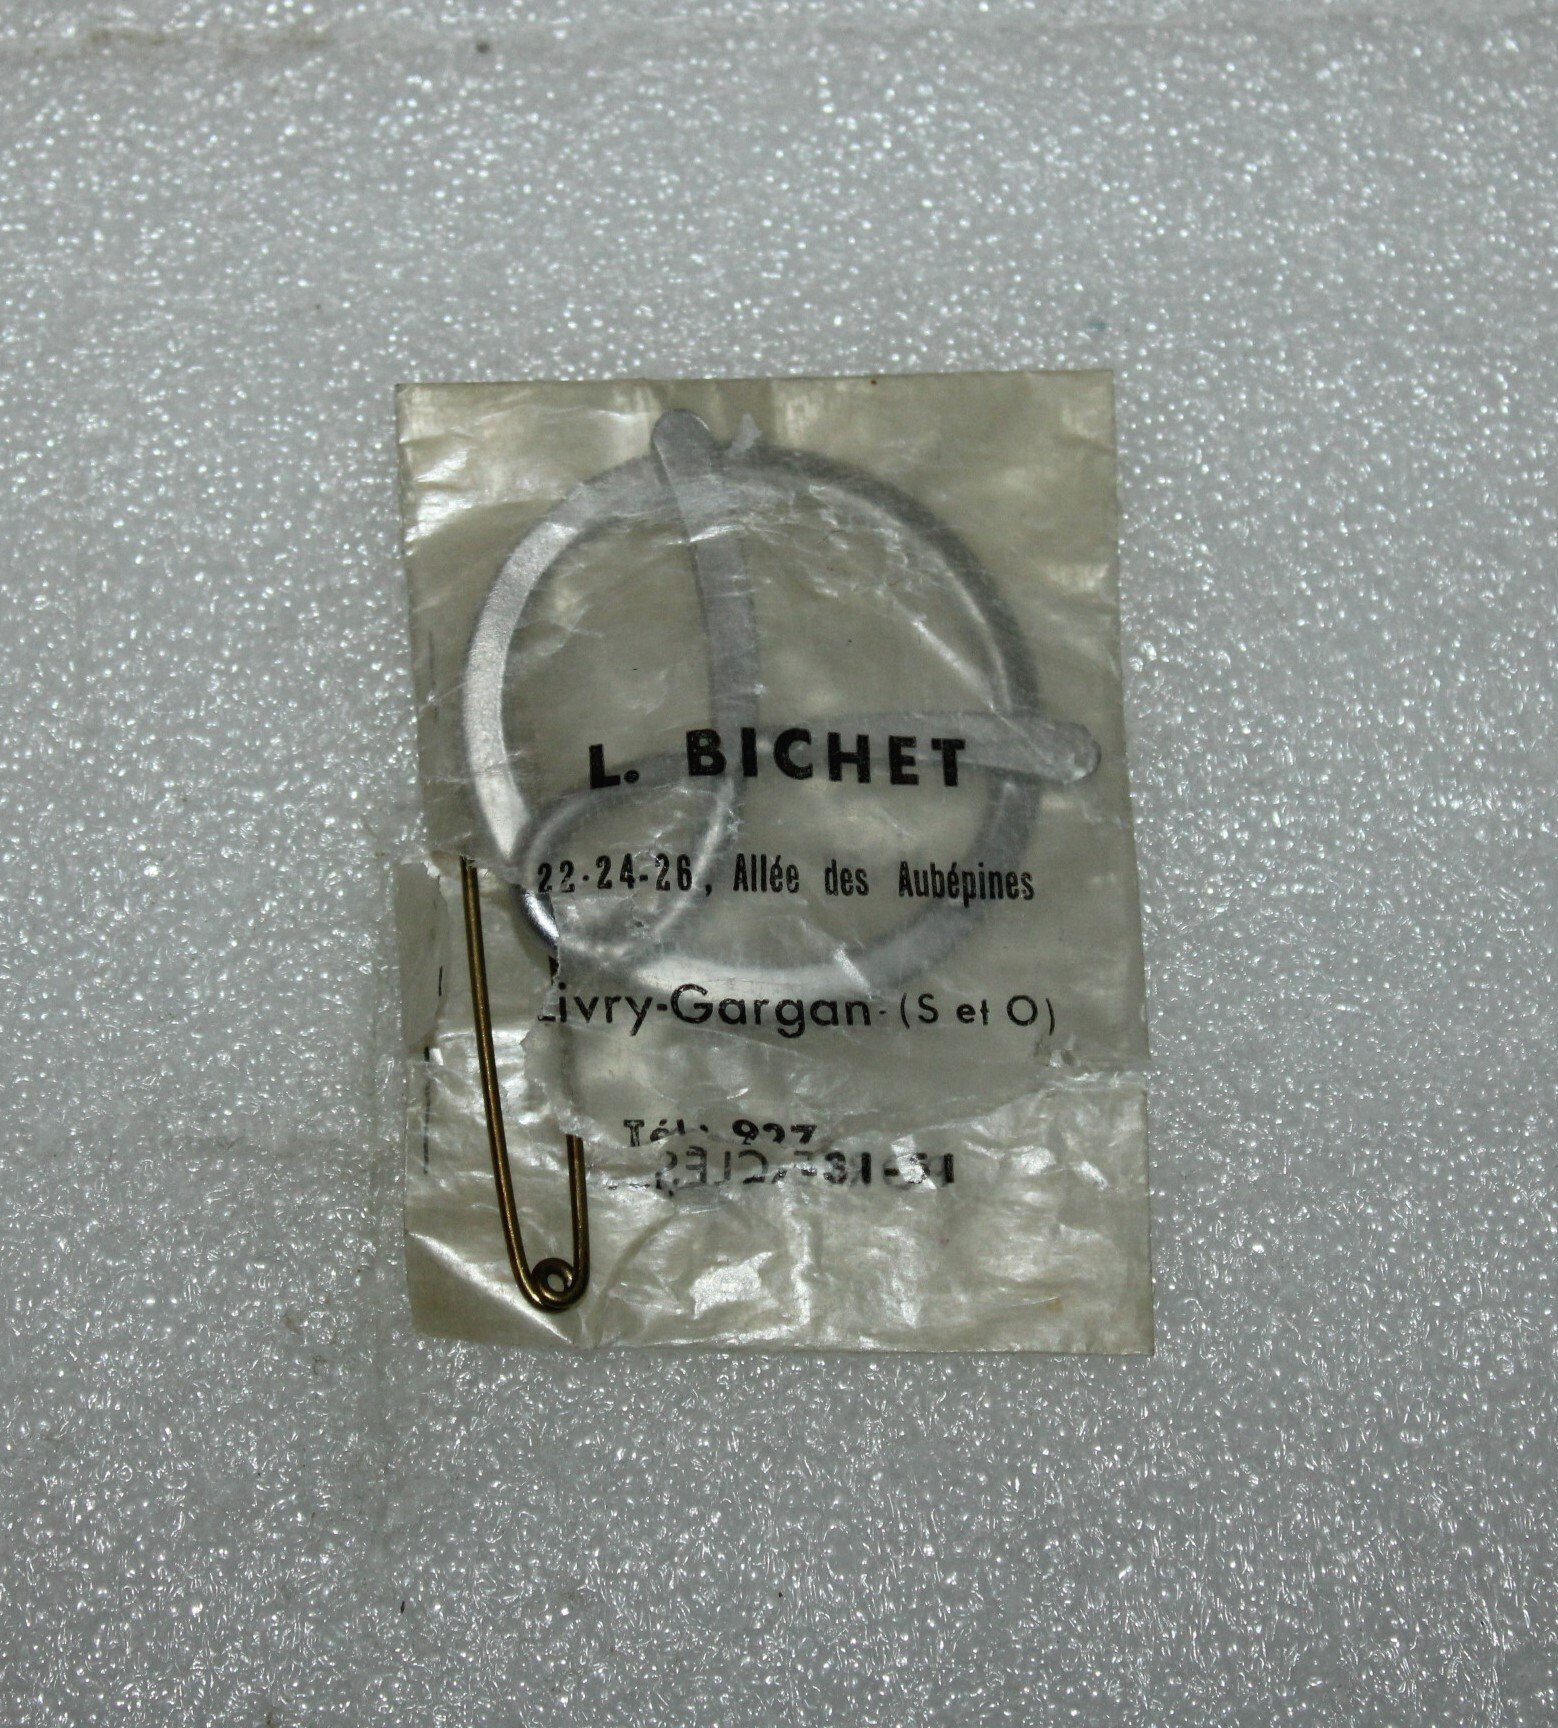 L. BICHET
22-24-26, Allée des Aubépines
Livry-Gargan - (S et O)
Tél: 927